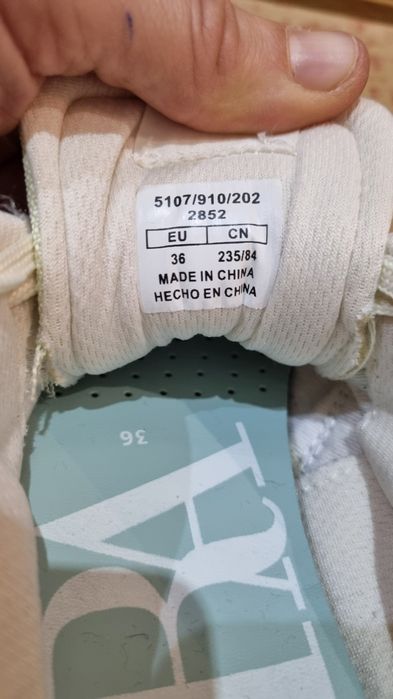 5107/910/202
2852
EU CN
36 235/84
MADE IN CHINA
HECHO EN CHINA
36